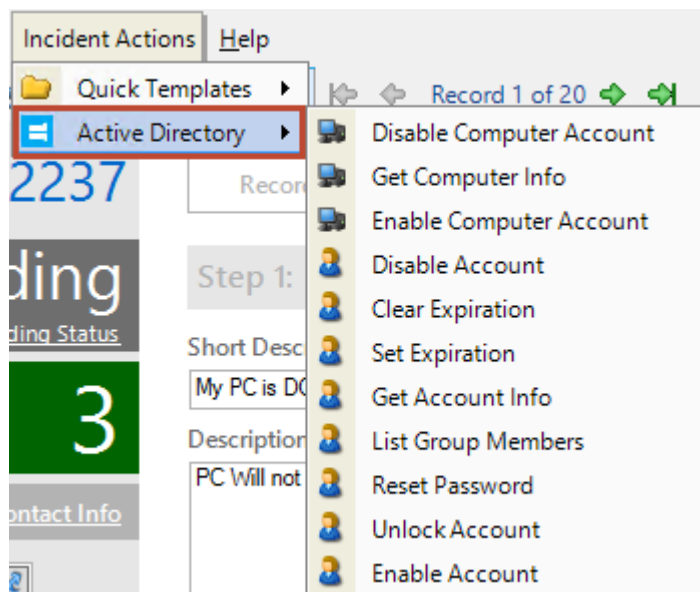 Incident Actions Help
Quick Templates
Record 1 of 20
Active Directory
Disable Computer Account
2237
Get Computer Info
Enable Computer Account
ding
Step 1:
Disable Account
ding Status
Clear Expiration
Short Desc
Set Expiration
3
My PC is DO
Get Account Info
Description
List Group Members
PC Will not
Reset Password
ontact Info
Unlock Account
Enable Account